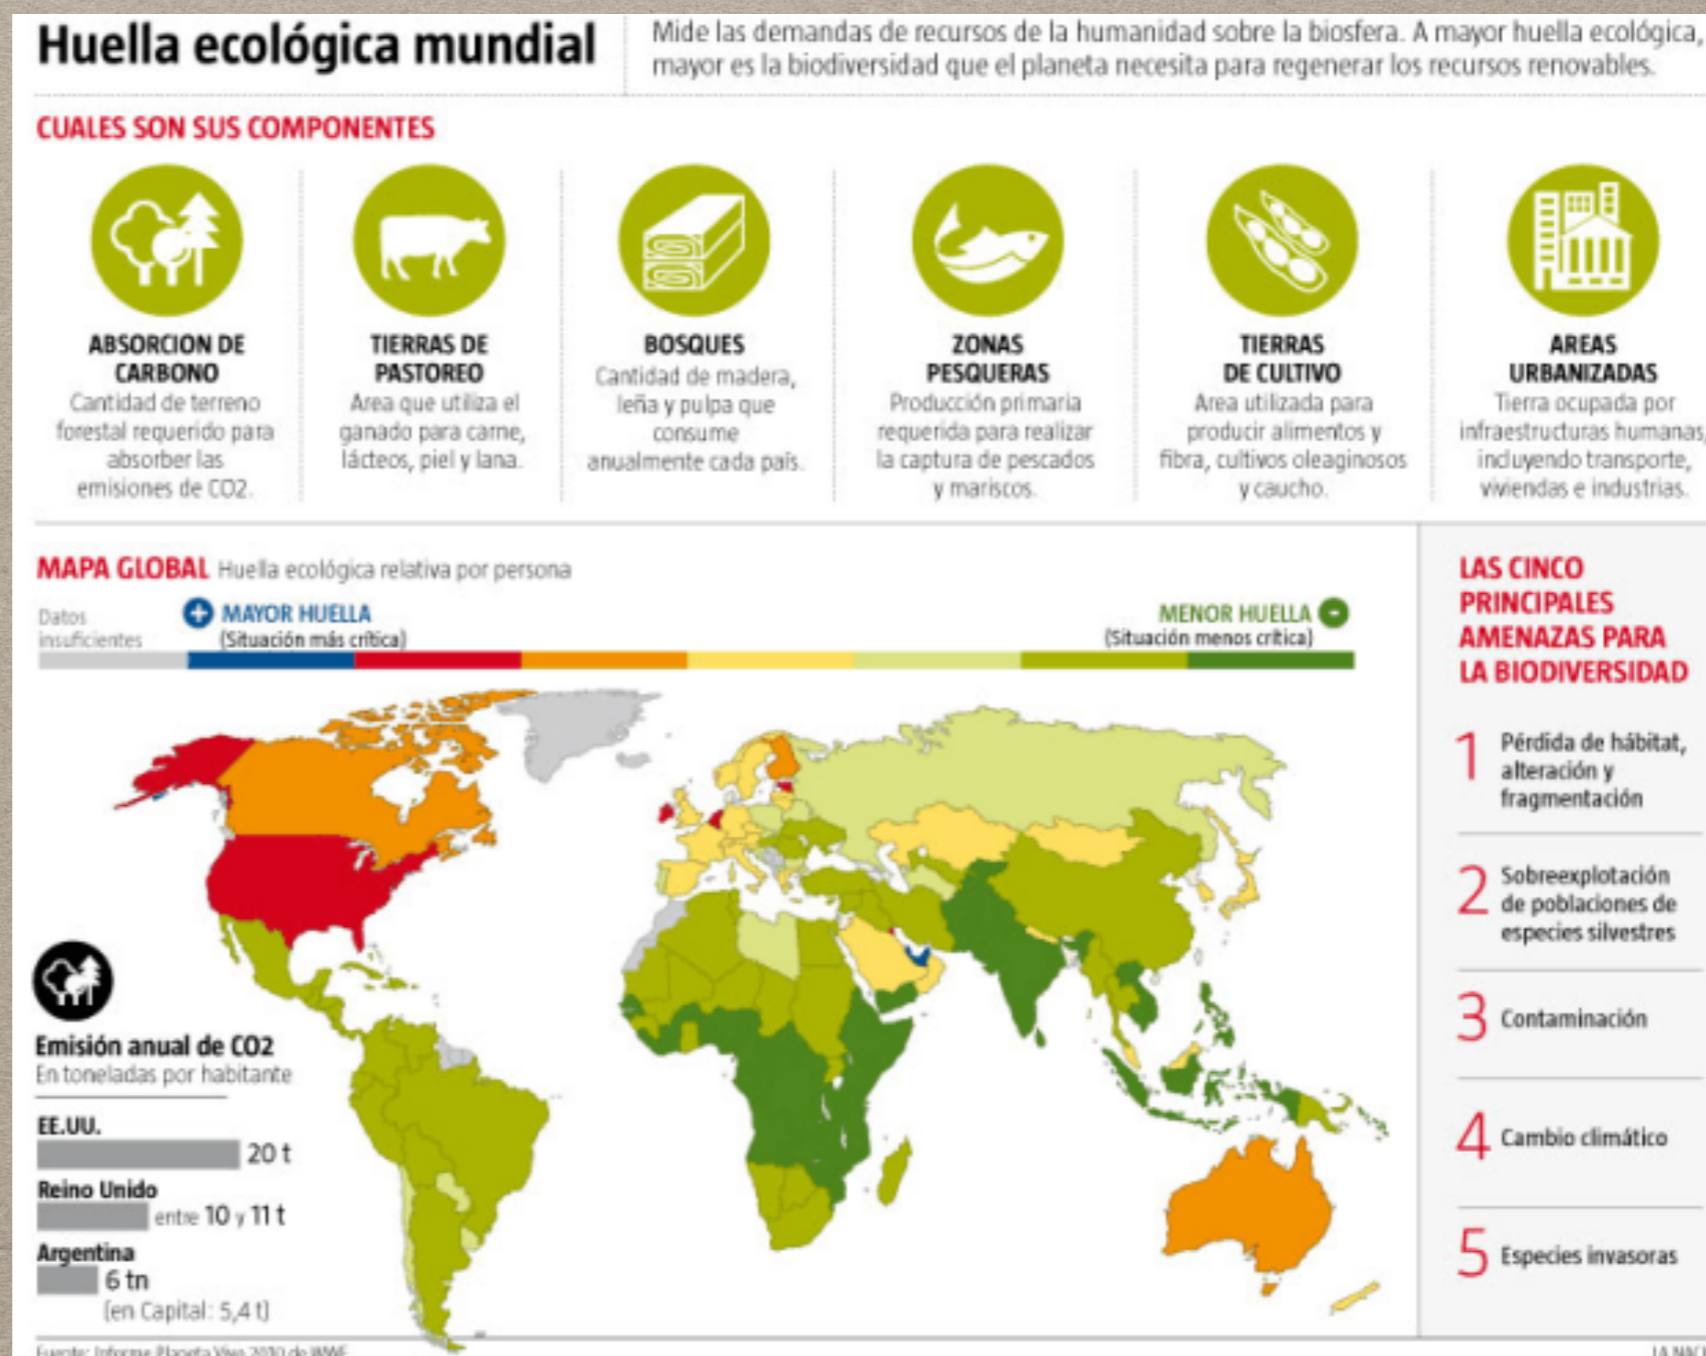 Huella ecológica mundial
Mide las demandas de recursos de la humanidad sobre la biosfera. A mayor huella ecológica,
mayor es la biodiversidad que el planeta necesita para regenerar los recursos renovables.
CUALES SON SUS COMPONENTES
ABSORCION DE
CARBONO
Cantidad de terreno
forestal requerido para
absorber las
emisiones de CO2.
TIERRAS DE
PASTOREO
Area que utiliza el
ganado para carne,
lácteos, piel y lana.
BOSQUES
Cantidad de madera,
leña y pulpa que
consume
anualmente cada país.
ZONAS
PESQUERAS
Producción primaria
requerida para realizar
la captura de pescados
y mariscos.
TIERRAS
DE CULTIVO
Area utilizada para
producir alimentos y
fibra, cultivos oleaginosos
y caucho.
AREAS
URBANIZADAS
Tierra ocupada por
infraestructuras humanas,
incluyendo transporte,
viviendas e industrias.
MAPA GLOBAL Huella ecológica relativa por persona
Datos
insuficientes
+ MAYOR HUELLA
(Situación más crítica)
MENOR HUELLA -
(Situación menos crítica)
Emisión anual de CO2
En toneladas por habitante
EE.UU.
20 t
Reino Unido
entre 10 y 11 t
Argentina
6 tn
(en Capital: 5,4 t)
LAS CINCO
PRINCIPALES
AMENAZAS PARA
LA BIODIVERSIDAD
1 Pérdida de hábitat,
alteración y
fragmentación
2 Sobreexplotación
de poblaciones de
especies silvestres
3 Contaminación
4 Cambio climático
5 Especies invasoras
Fuente: Informe Planeta Vivo 2010 de WWF
LA NAC